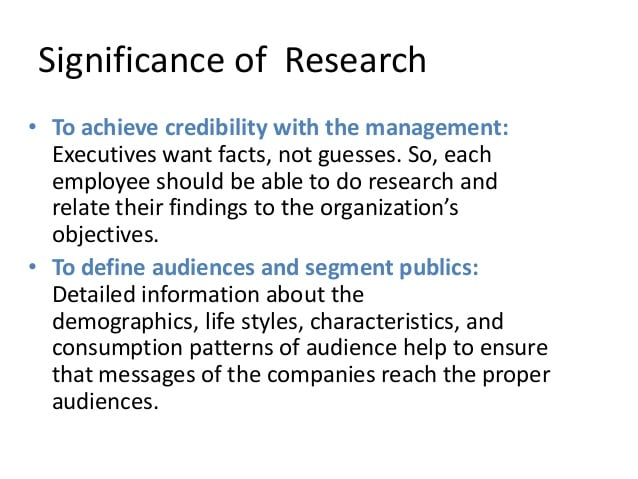 Significance of  Research
• To achieve credibility with the management:
Executives want facts, not guesses. So, each
employee should be able to do research and
relate their findings to the organization’s
objectives.
• To define audiences and segment publics:
Detailed information about the
demographics, life styles, characteristics, and
consumption patterns of audience help to ensure
that messages of the companies reach the proper
audiences.